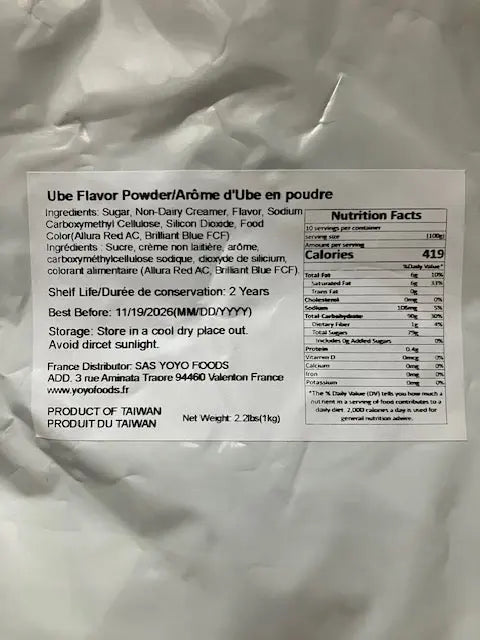 Ube Flavor Powder/Arôme d'Ube en poudre
Ingredients: Sugar, Non-Dairy Creamer, Flavor, Sodium
Carboxymethyl Cellulose, Silicon Dioxide, Food
Color(Allura Red AC, Brilliant Blue FCF)
Ingrédients : Sucre, crème non laitière, arôme,
carboxyméthylcellulose sodique, dioxyde de silicium,
colorant alimentaire (Allura Red AC, Brilliant Blue FCF).
Shelf Life/Durée de conservation: 2 Years
Best Before: 11/19/2026(MM/DD/YYYY)
Storage: Store in a cool dry place out.
Avoid dircet sunlight.
France Distributor: SAS YOYO FOODS
ADD. 3 rue Aminata Traore 94460 Valenton France
www.yoyofoods.fr
PRODUCT OF TAIWAN
PRODUIT DU TAIWAN
Net Weight: 2.2lbs(1kg)
Nutrition Facts
10 servings per container
serving size (100g)
Amount per serving
Calories 419
%Daily Value*
Total Fat 6g 10%
Saturated Fat 6g 33%
Trans Fat 0g
Cholesterol 0mg 0%
Sodium 106mg 5%
Total Carbohydrate 90g 30%
Dietary Fiber 1g 4%
Total Sugars 79g
Includes 0g Added Sugars 0%
Protein 0.4g
Vitamin D 0mcg 0%
Calcium 0mg 0%
Iron 0mg 0%
Potassium 0mg 0%
*The % Daily Value (DV) tells you how much a
nutrient in a serving of food contributes to a
daily diet. 2,000 calories a day is used for
general nutrition advice.